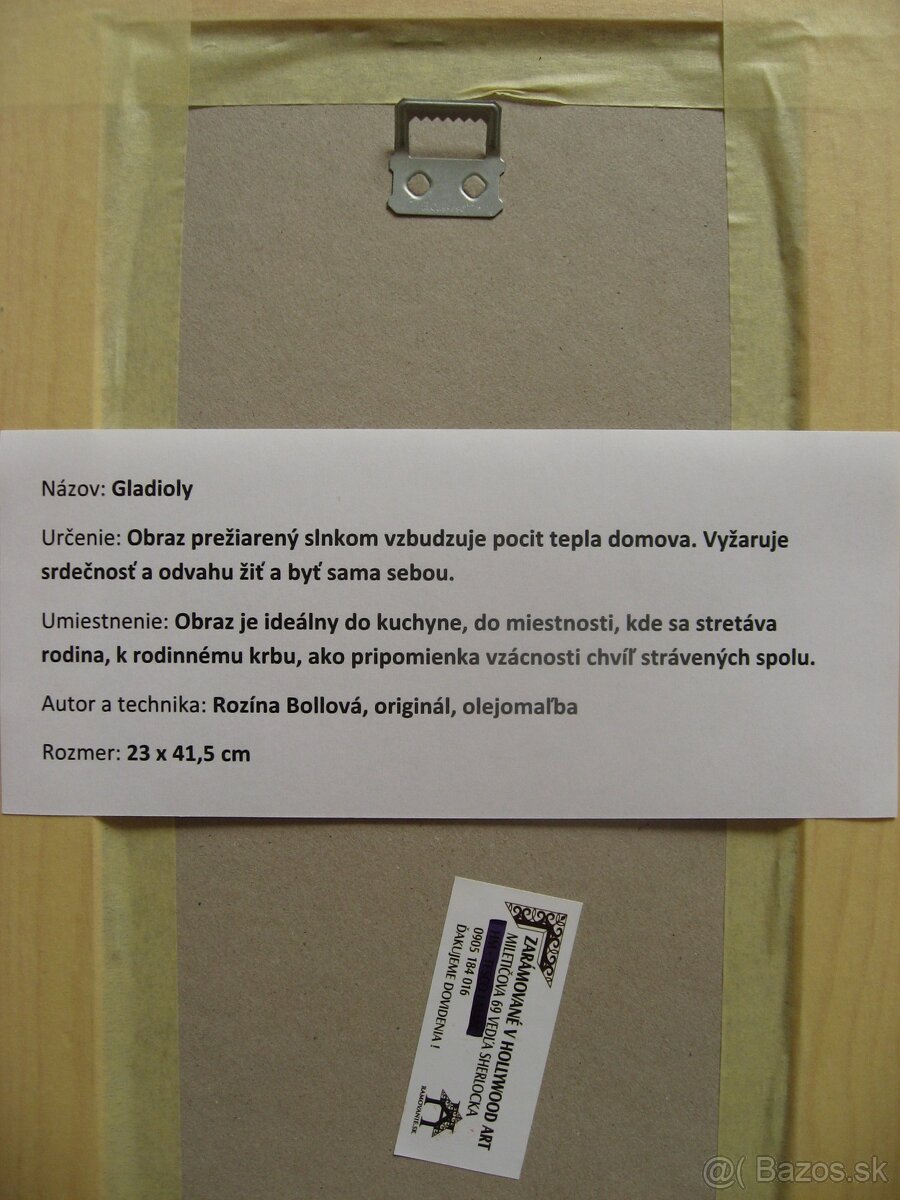 Názov: Gladioly
Určenie: Obraz prežiarený slnkom vzbudzuje pocit tepla domova. Vyžaruje
srdečnosť a odvahu žiť a byť sama sebou.
Umiestnenie: Obraz je ideálny do kuchyne, do miestnosti, kde sa stretáva
rodina, k rodinnému krbu, ako pripomienka vzácnosti chvíľ strávených spolu.
Autor a technika: Rozína Bollová, originál, olejomaľba
Rozmer: 23 x 41,5 cm
ZARÁMOVANÉ V HOLLYWOOD ART
MILETIČOVA 69 VEDĽA SHERLOCKA
0905 184 016
ĎAKUJEME DOVIDENIA !
RAMOVANIE.SK
@( Bazos.sk